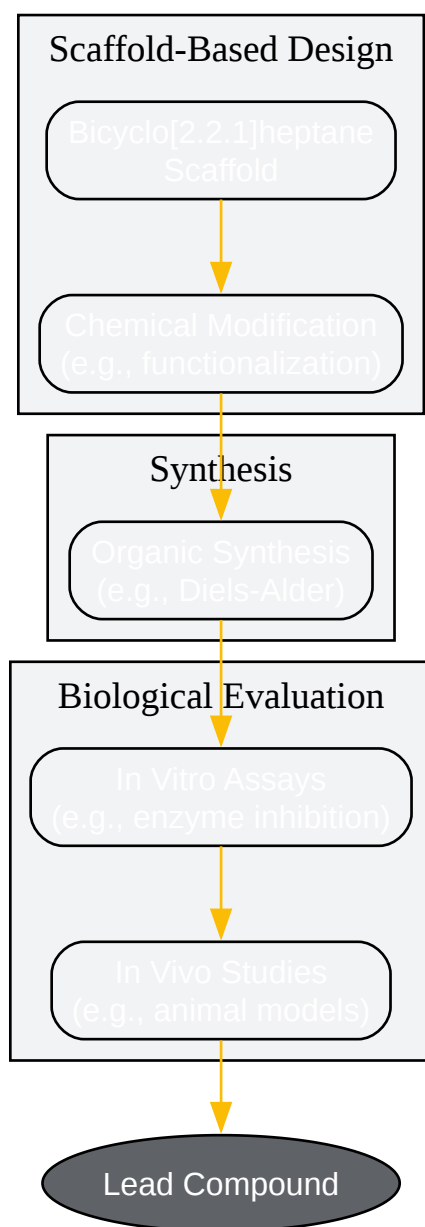 Scaffold-Based Design
Bicyclo[2.2.1]heptane
Scaffold
Chemical Modification
(e.g., functionalization)
Synthesis
Organic Synthesis
(e.g., Diels-Alder)
Biological Evaluation
In Vitro Assays
(e.g., enzyme inhibition)
In Vivo Studies
(e.g., animal models)
Lead Compound